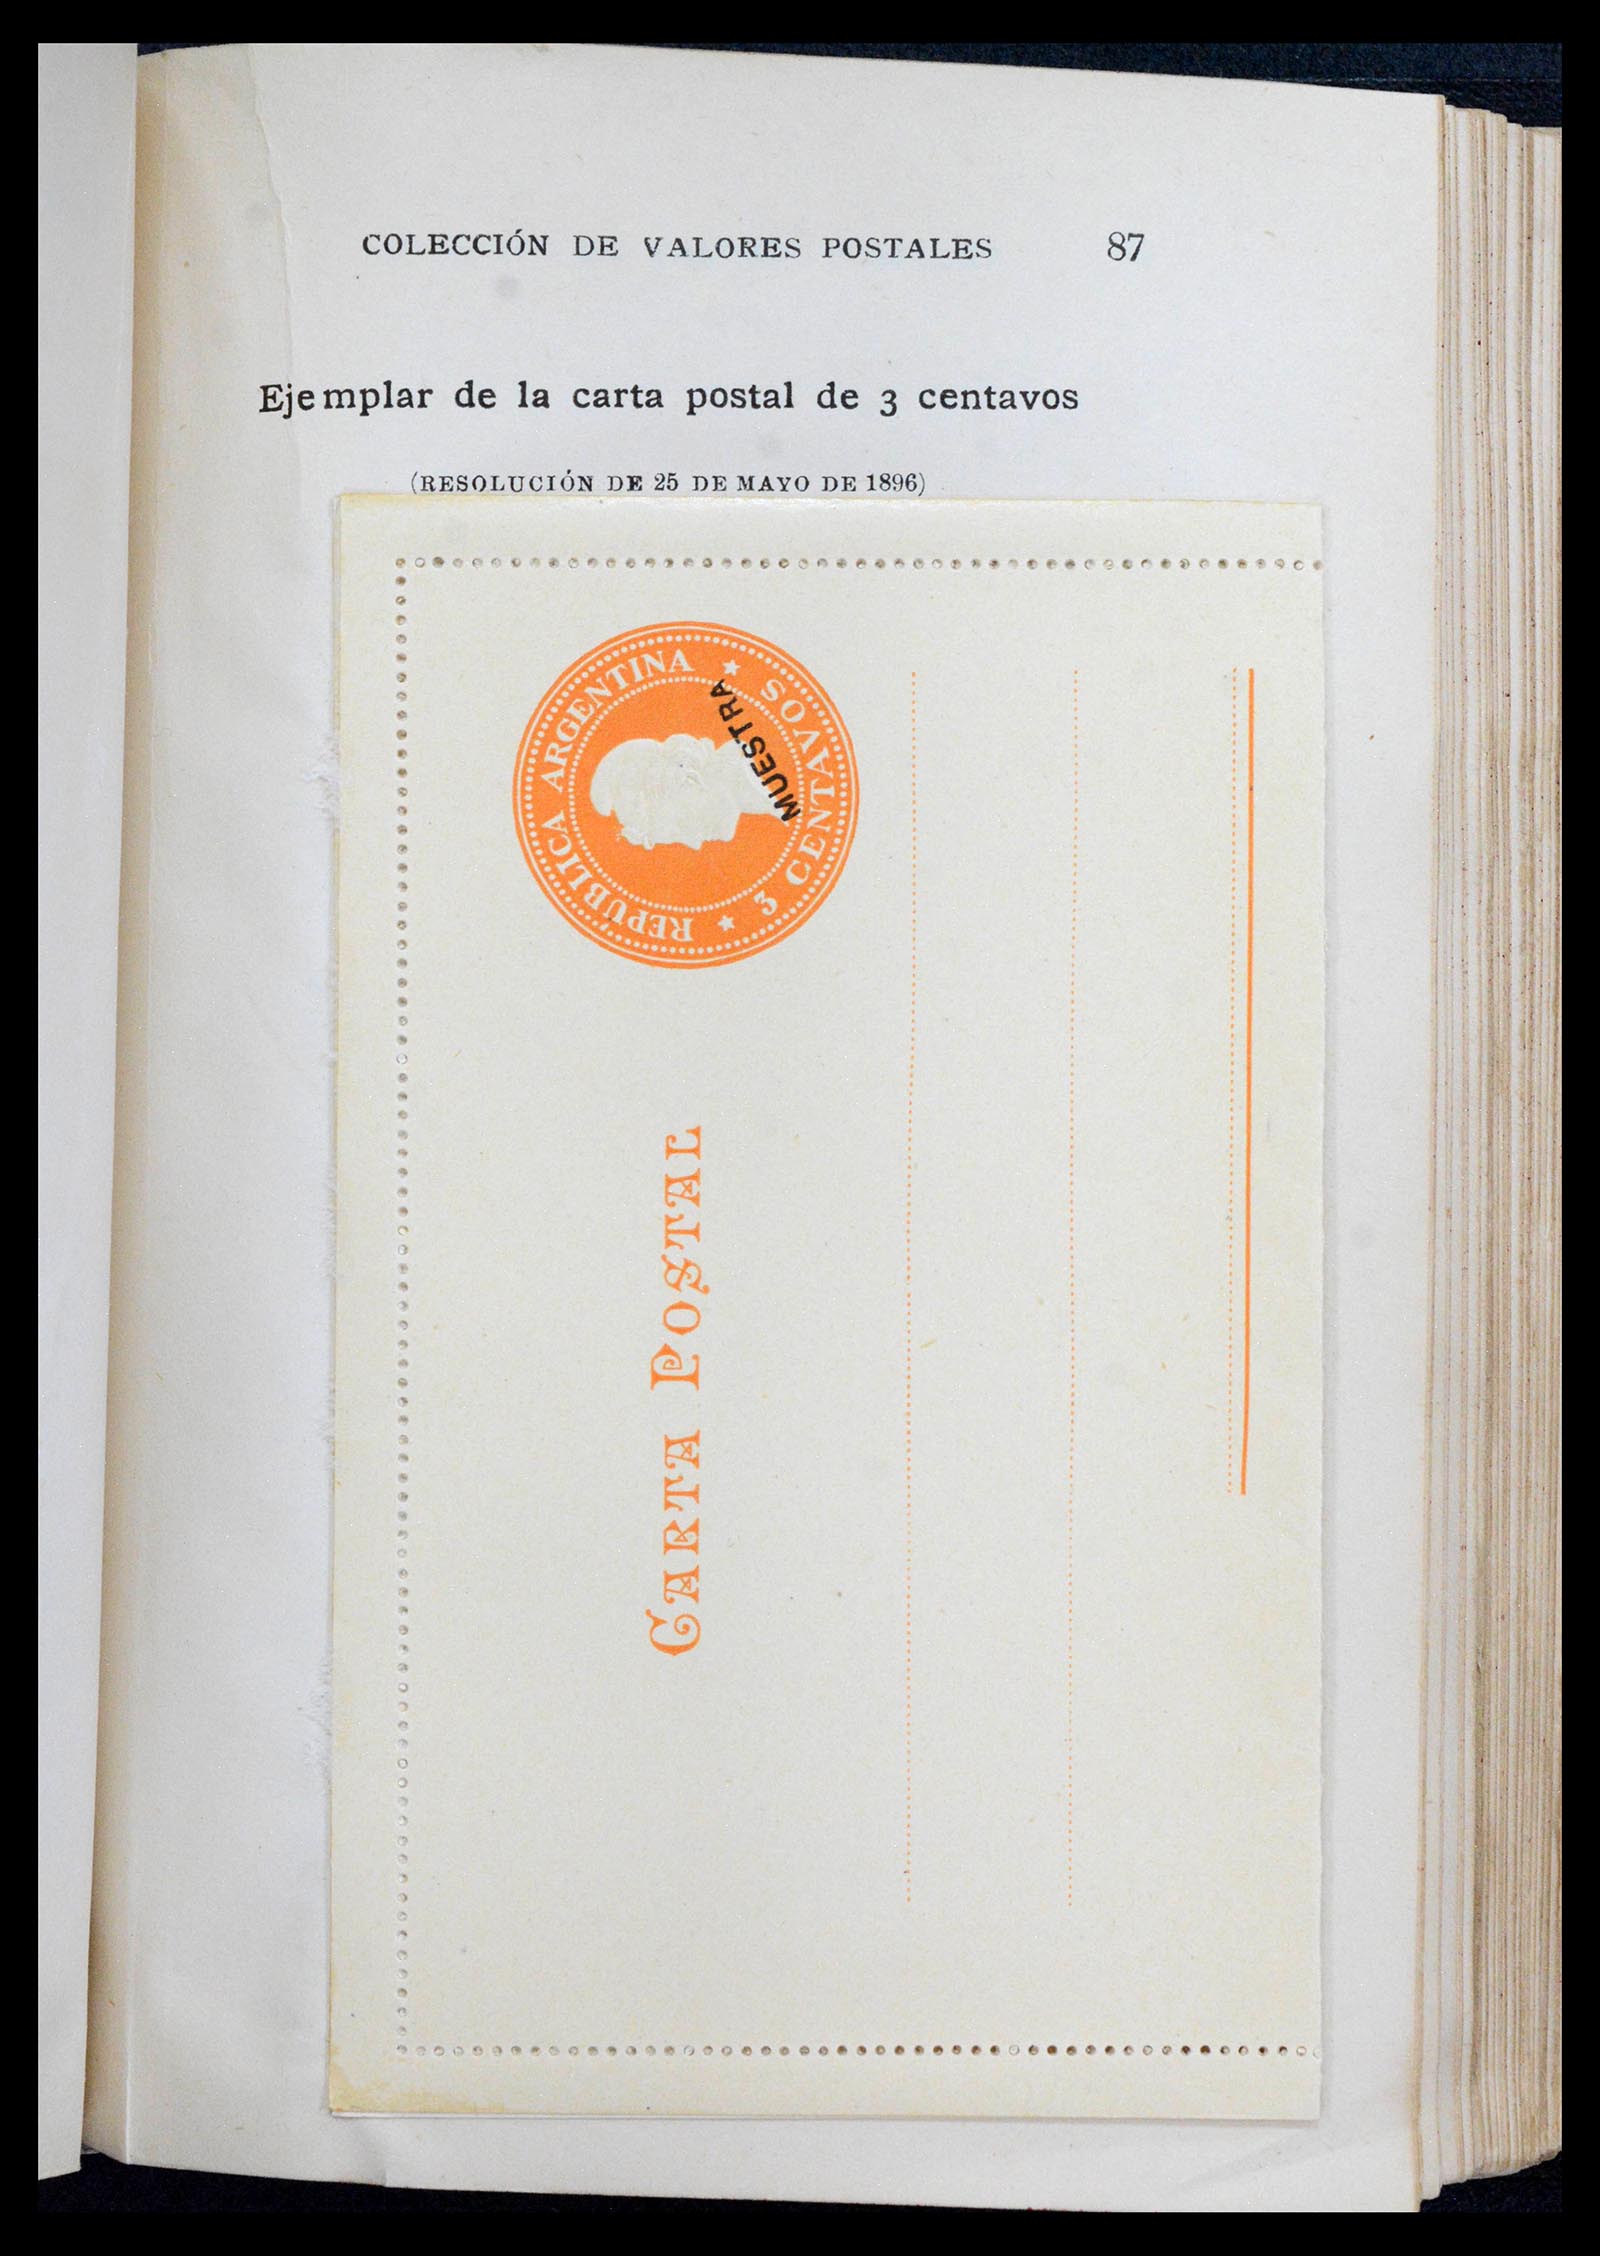 COLECCIÓN DE VALORES POSTALES 87
Ejemplar de la carta postal de 3 centavos
(RESOLUCIÓN DE 25 DE MAYO DE 1896)
REPUBLICA ARGENTINA ★ 3 CENTAVOS ★
MUESTRA
CARTA POSTAL